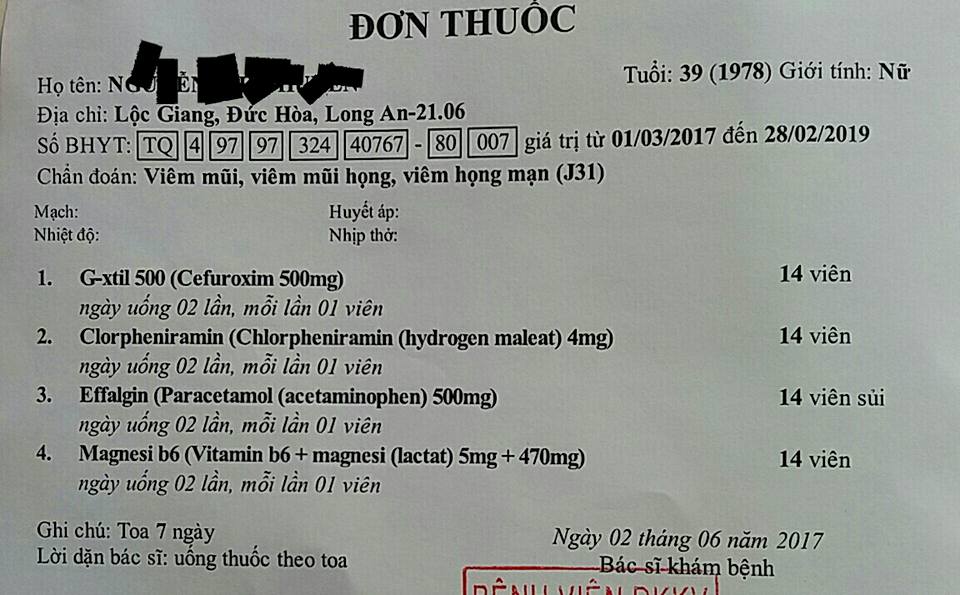 ĐƠN THUỐC
Họ tên:
Tuổi: 39 (1978) Giới tính: Nữ
Địa chỉ: Lộc Giang, Đức Hòa, Long An-21.06
Số BHYT: TQ 4 97 97 324 40767 - 80 007 giá trị từ 01/03/2017 đến 28/02/2019
Chẩn đoán: Viêm mũi, viêm mũi họng, viêm họng mạn (J31)
Mạch: Huyết áp:
Nhiệt độ: Nhịp thở:
1. G-xtil 500 (Cefuroxim 500mg) 14 viên
ngày uống 02 lần, mỗi lần 01 viên
2. Clorpheniramin (Chlorpheniramin (hydrogen maleat) 4mg) 14 viên
ngày uống 02 lần, mỗi lần 01 viên
3. Effalgin (Paracetamol (acetaminophen) 500mg) 14 viên sủi
ngày uống 02 lần, mỗi lần 01 viên
4. Magnesi b6 (Vitamin b6 + magnesi (lactat) 5mg + 470mg) 14 viên
ngày uống 02 lần, mỗi lần 01 viên
Ghi chú: Toa 7 ngày
Lời dặn bác sĩ: uống thuốc theo toa
Ngày 02 tháng 06 năm 2017
Bác sĩ khám bệnh
BỆNH VIỆN ĐKKV